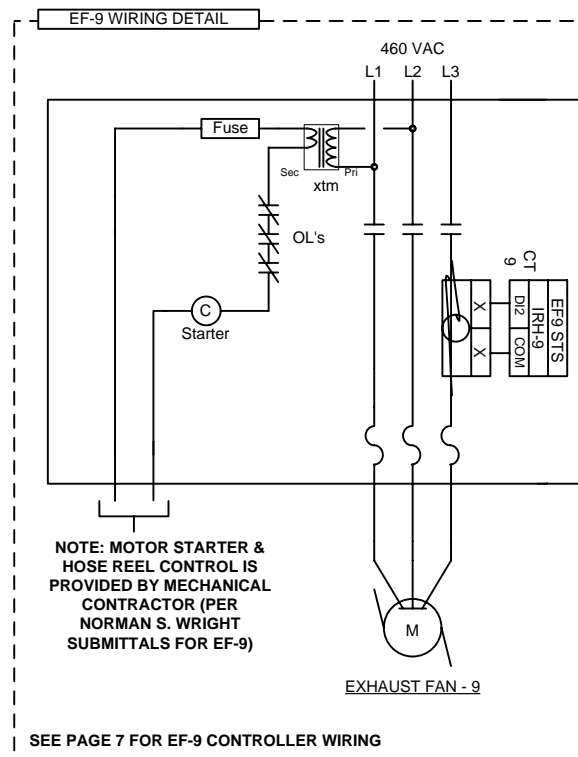 EF-9 WIRING DETAIL
460 VAC
L1 L2 L3
Fuse
Sec Pri
xtm
OL's
C
Starter
CT
9
X
X
DI2
COM
IRH-9
EF9 STS
NOTE: MOTOR STARTER &
HOSE REEL CONTROL IS
PROVIDED BY MECHANICAL
CONTRACTOR (PER
NORMAN S. WRIGHT
SUBMITTALS FOR EF-9)
M
EXHAUST FAN - 9
SEE PAGE 7 FOR EF-9 CONTROLLER WIRING